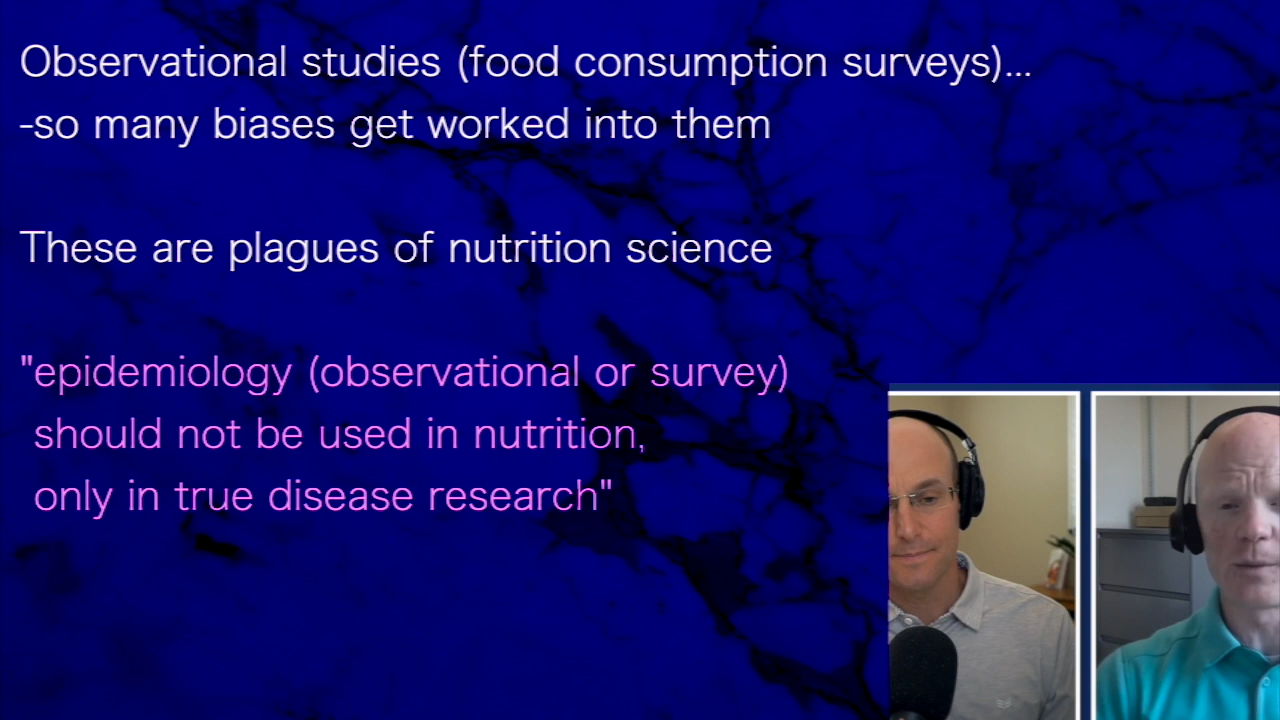 Observational studies (food consumption surveys)...
-so many biases get worked into them
These are plagues of nutrition science
"epidemiology (observational or survey)
should not be used in nutrition,
only in true disease research"